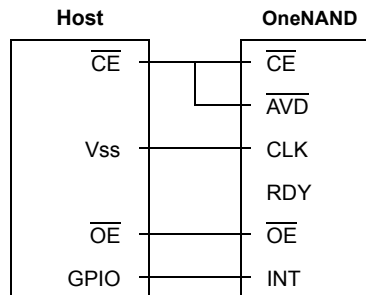 Host OneNAND
CE CE
AVD
Vss CLK
RDY
OE OE
GPIO INT